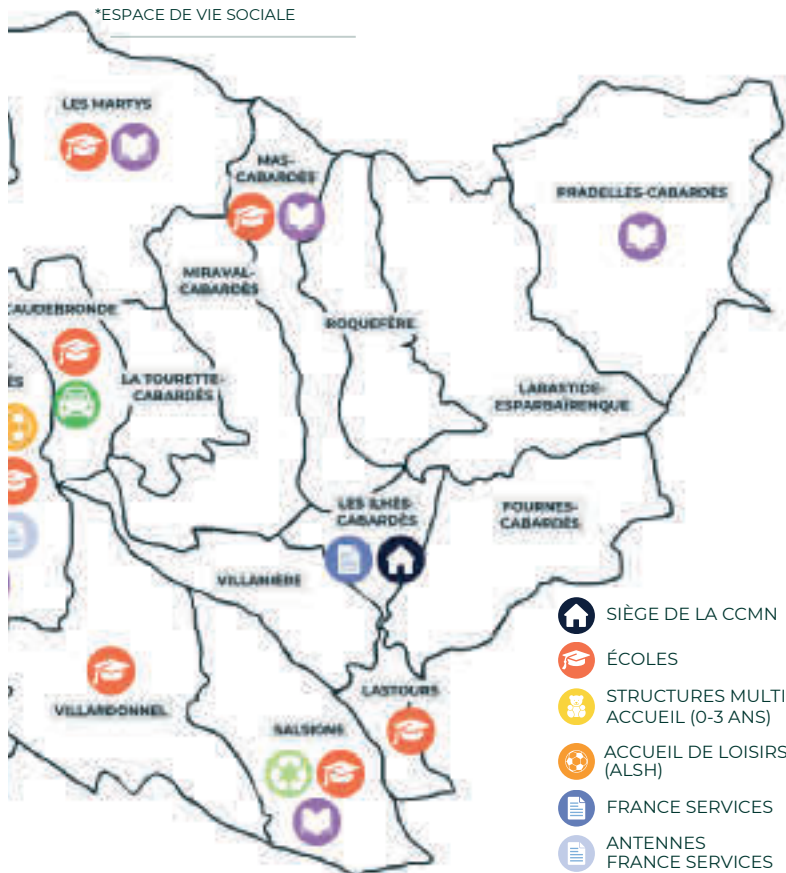 *ESPACE DE VIE SOCIALE
LES MARTYS
MAS-
CABARDÈS
PRADELLES-CABARDÈS
MIRAVAL-
CABARDÈS
CAUDEBRONDE
ROQUEFÈRE
LA TOURETTE-
CABARDÈS
LABASTIDE-
ESPARBAÏRENQUE
LES ILHES-
CABARDÈS
FOURNES-
CABARDÈS
VILLANIÈRE
VILLARDONNEL
LASTOURS
SALSIGNE
SIÈGE DE LA CCMN
ÉCOLES
STRUCTURES MULTI
ACCUEIL (0-3 ANS)
ACCUEIL DE LOISIRS
(ALSH)
FRANCE SERVICES
ANTENNES
FRANCE SERVICES